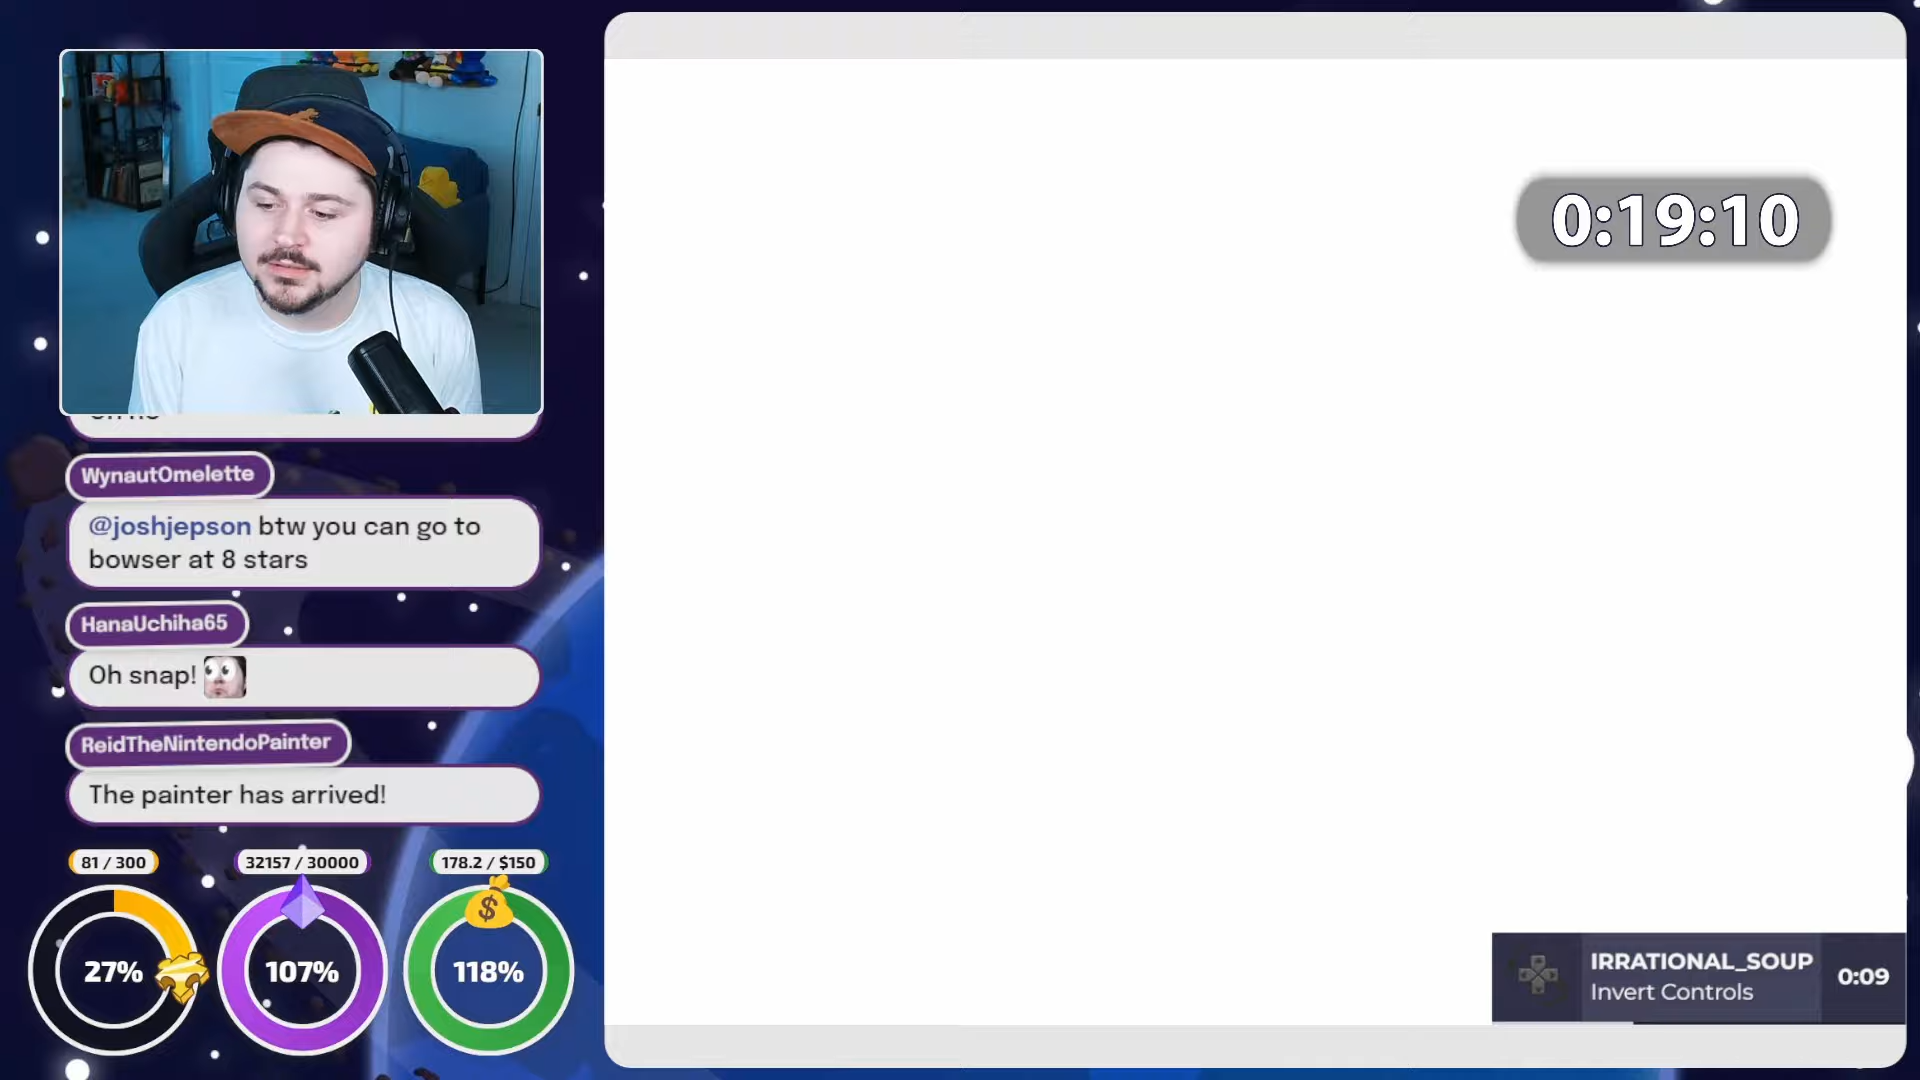 0:19:10
WynautOmelette
@joshjepson btw you can go to
bowser at 8 stars
HanaUchiha65
Oh snap!
ReidTheNintendoPainter
The painter has arrived!
81 / 300
32157 / 30000
178.2 / $150
27%
107%
$
118%
IRRATIONAL_SOUP
Invert Controls
0:09